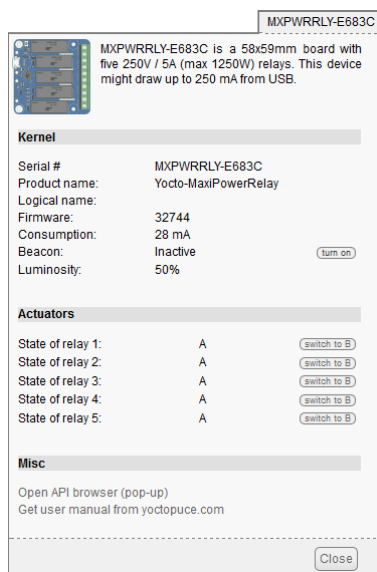 MXPWRRLY-E683C
MXPWRRLY-E683C is a 58x59mm board with
five 250V / 5A (max 1250W) relays. This device
might draw up to 250 mA from USB.
Kernel
Serial # MXPWRRLY-E683C
Product name: Yocto-MaxiPowerRelay
Logical name:
Firmware: 32744
Consumption: 28 mA
Beacon: Inactive turn on
Luminosity: 50%
Actuators
State of relay 1: A switch to B
State of relay 2: A switch to B
State of relay 3: A switch to B
State of relay 4: A switch to B
State of relay 5: A switch to B
Misc
Open API browser (pop-up)
Get user manual from yoctopuce.com
Close